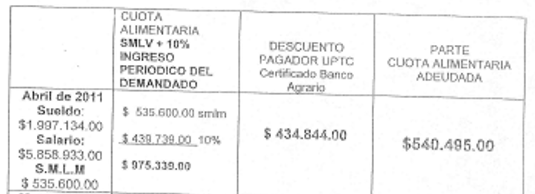 CUOTA
ALIMENTARIA
SMLV + 10%
INGRESO
PERIODICO DEL
DEMANDADO
DESCUENTO
PAGADOR UPTC
Certificado Banco
Agrario
PARTE
CUOTA ALIMENTARIA
ADEUDADA
Abril de 2011
Sueldo:
$1.997.134.00
Salario:
$5.858.933.00
S.M.L.M
$ 535.600.00
$ 535.600.00 smlm
$ 439.739.00 10%
$ 975.339.00
$ 434.844.00
$540.495.00